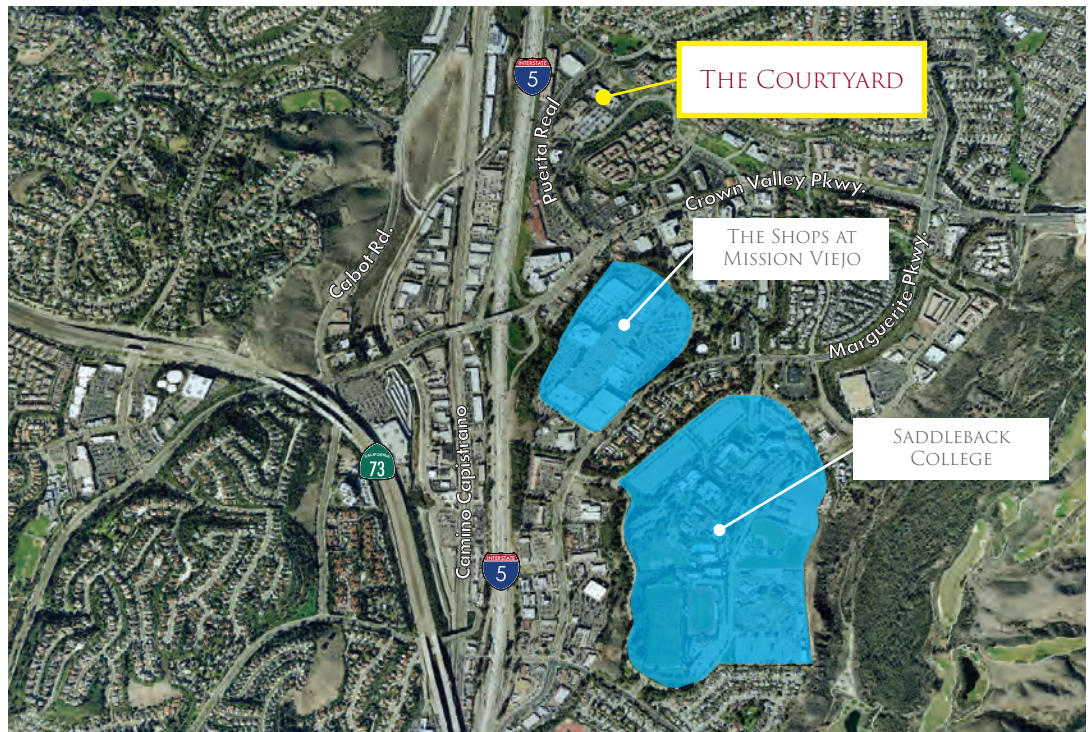 INTERSTATE
5
THE COURTYARD
Puerta Real
Crown Valley Pkwy.
THE SHOPS AT
MISSION VIEJO
Cabot Rd.
Marguerite Pkwy.
SADDLEBACK
COLLEGE
CALIFORNIA
73
Camino Capistrano
INTERSTATE
5